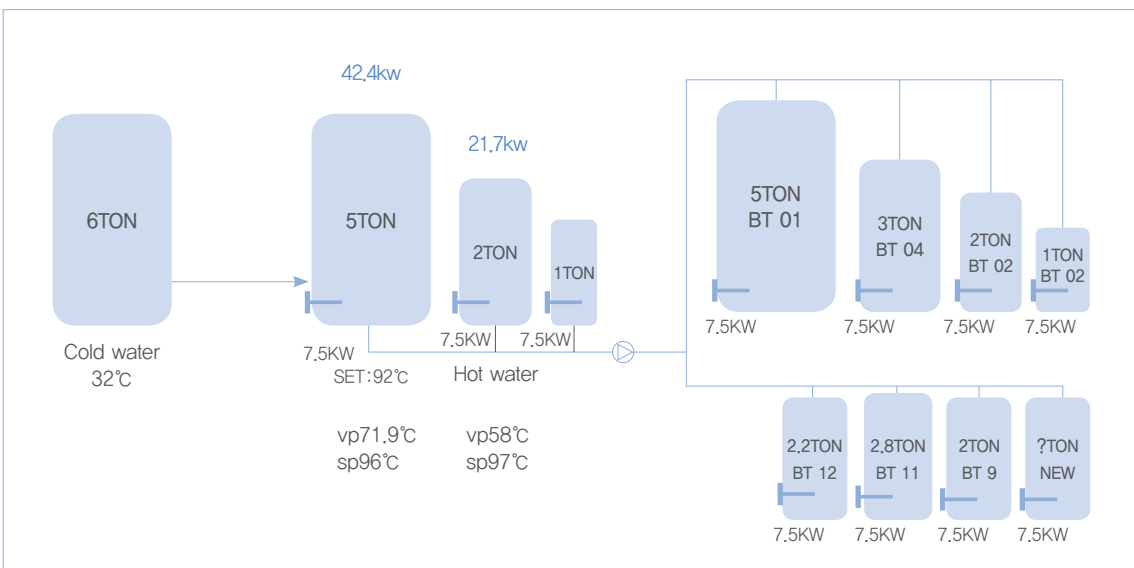 42.4kw
21.7kw
6TON
5TON
2TON
1TON
5TON
BT 01
3TON
BT 04
2TON
BT 02
1TON
BT 02
7.5KW
7.5KW
7.5KW
7.5KW
7.5KW
7.5KW
7.5KW
Cold water
32℃
SET:92℃
Hot water
vp71.9℃
sp96℃
vp58℃
sp97℃
2.2TON
BT 12
2.8TON
BT 11
2TON
BT 9
?TON
NEW
7.5KW
7.5KW
7.5KW
7.5KW